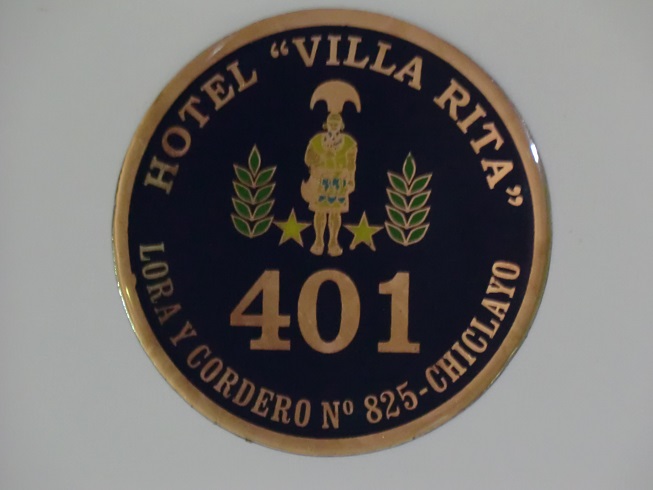 HOTEL “VILLA RITA”
401
LORA Y CORDERO Nº 825-CHICLAYO